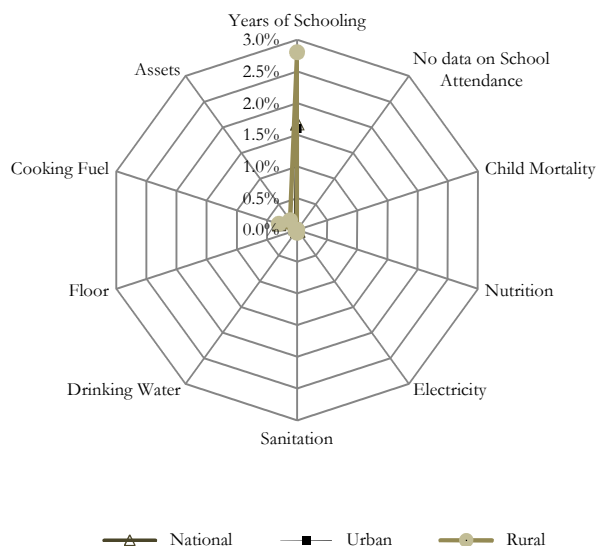 Years of Schooling
3.0%
2.5%
2.0%
1.5%
1.0%
0.5%
0.0%
No data on School
Attendance
Child Mortality
Nutrition
Electricity
Sanitation
Drinking Water
Floor
Cooking Fuel
Assets
National
Urban
Rural